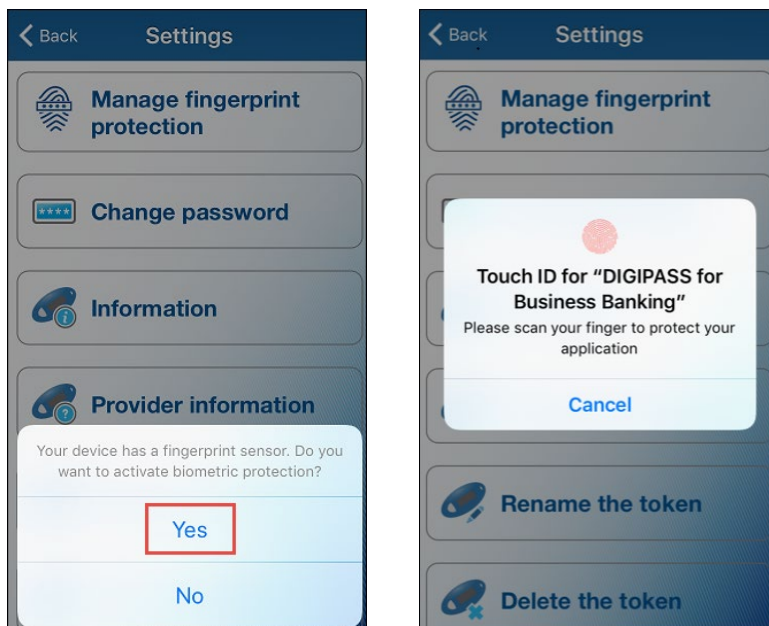 Back Settings
Manage fingerprint
protection
****
Change password
Information
Provider information
Your device has a fingerprint sensor. Do you
want to activate biometric protection?
Yes
No
Back Settings
Manage fingerprint
protection
Touch ID for “DIGIPASS for
Business Banking”
Please scan your finger to protect your
application
Cancel
Rename the token
Delete the token